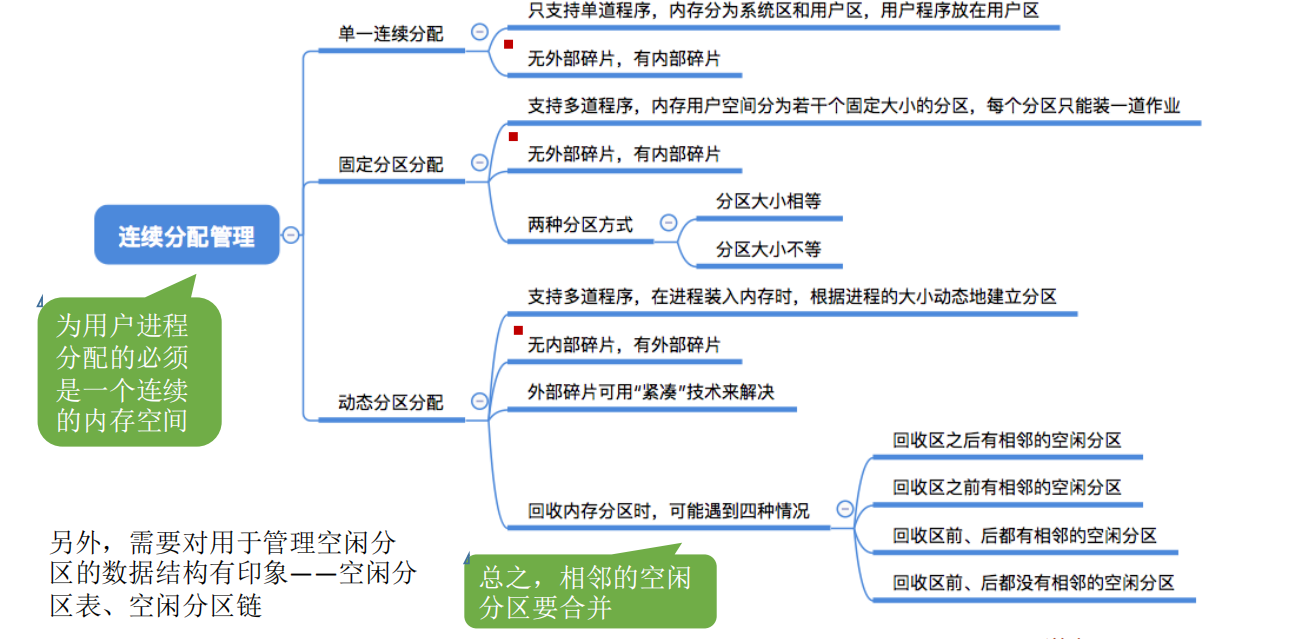 只支持单道程序，内存分为系统区和用户区，用户程序放在用户区
单一连续分配
无外部碎片，有内部碎片
支持多道程序，内存用户空间分为若干个固定大小的分区，每个分区只能装一道作业
无外部碎片，有内部碎片
固定分区分配
分区大小相等
两种分区方式
分区大小不等
连续分配管理
为用户进程
分配的必须
是一个连续
的内存空间
支持多道程序，在进程装入内存时，根据进程的大小动态地建立分区
无内部碎片，有外部碎片
外部碎片可用“紧凑”技术来解决
动态分区分配
回收区之后有相邻的空闲分区
回收区之前有相邻的空闲分区
回收内存分区时，可能遇到四种情况
回收区前、后都有相邻的空闲分区
回收区前、后都没有相邻的空闲分区
总之，相邻的空闲
分区要合并
另外，需要对用于管理空闲分
区的数据结构有印象——空闲分
区表、空闲分区链